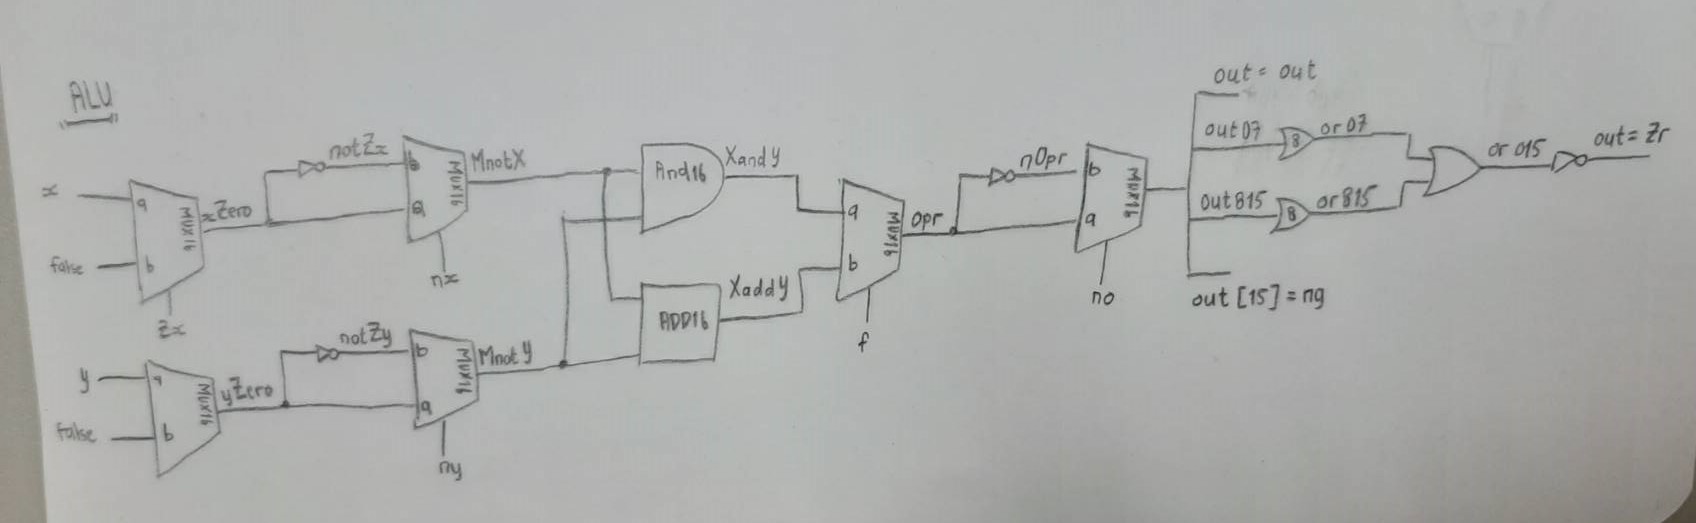 ALU
x
a
MUX16
b
false
zx
xZero
notZx
b
a
MUX16
nx
MnotX
y
a
MUX16
b
false
yZero
notZy
b
a
MUX16
ny
MnotY
And16
XandY
ADD16
XaddY
a
MUX16
b
f
Opr
nOpr
b
a
MUX16
no
out = out
out07
8
or07
out815
8
or815
out [15] = ng
or 015
out = Zr